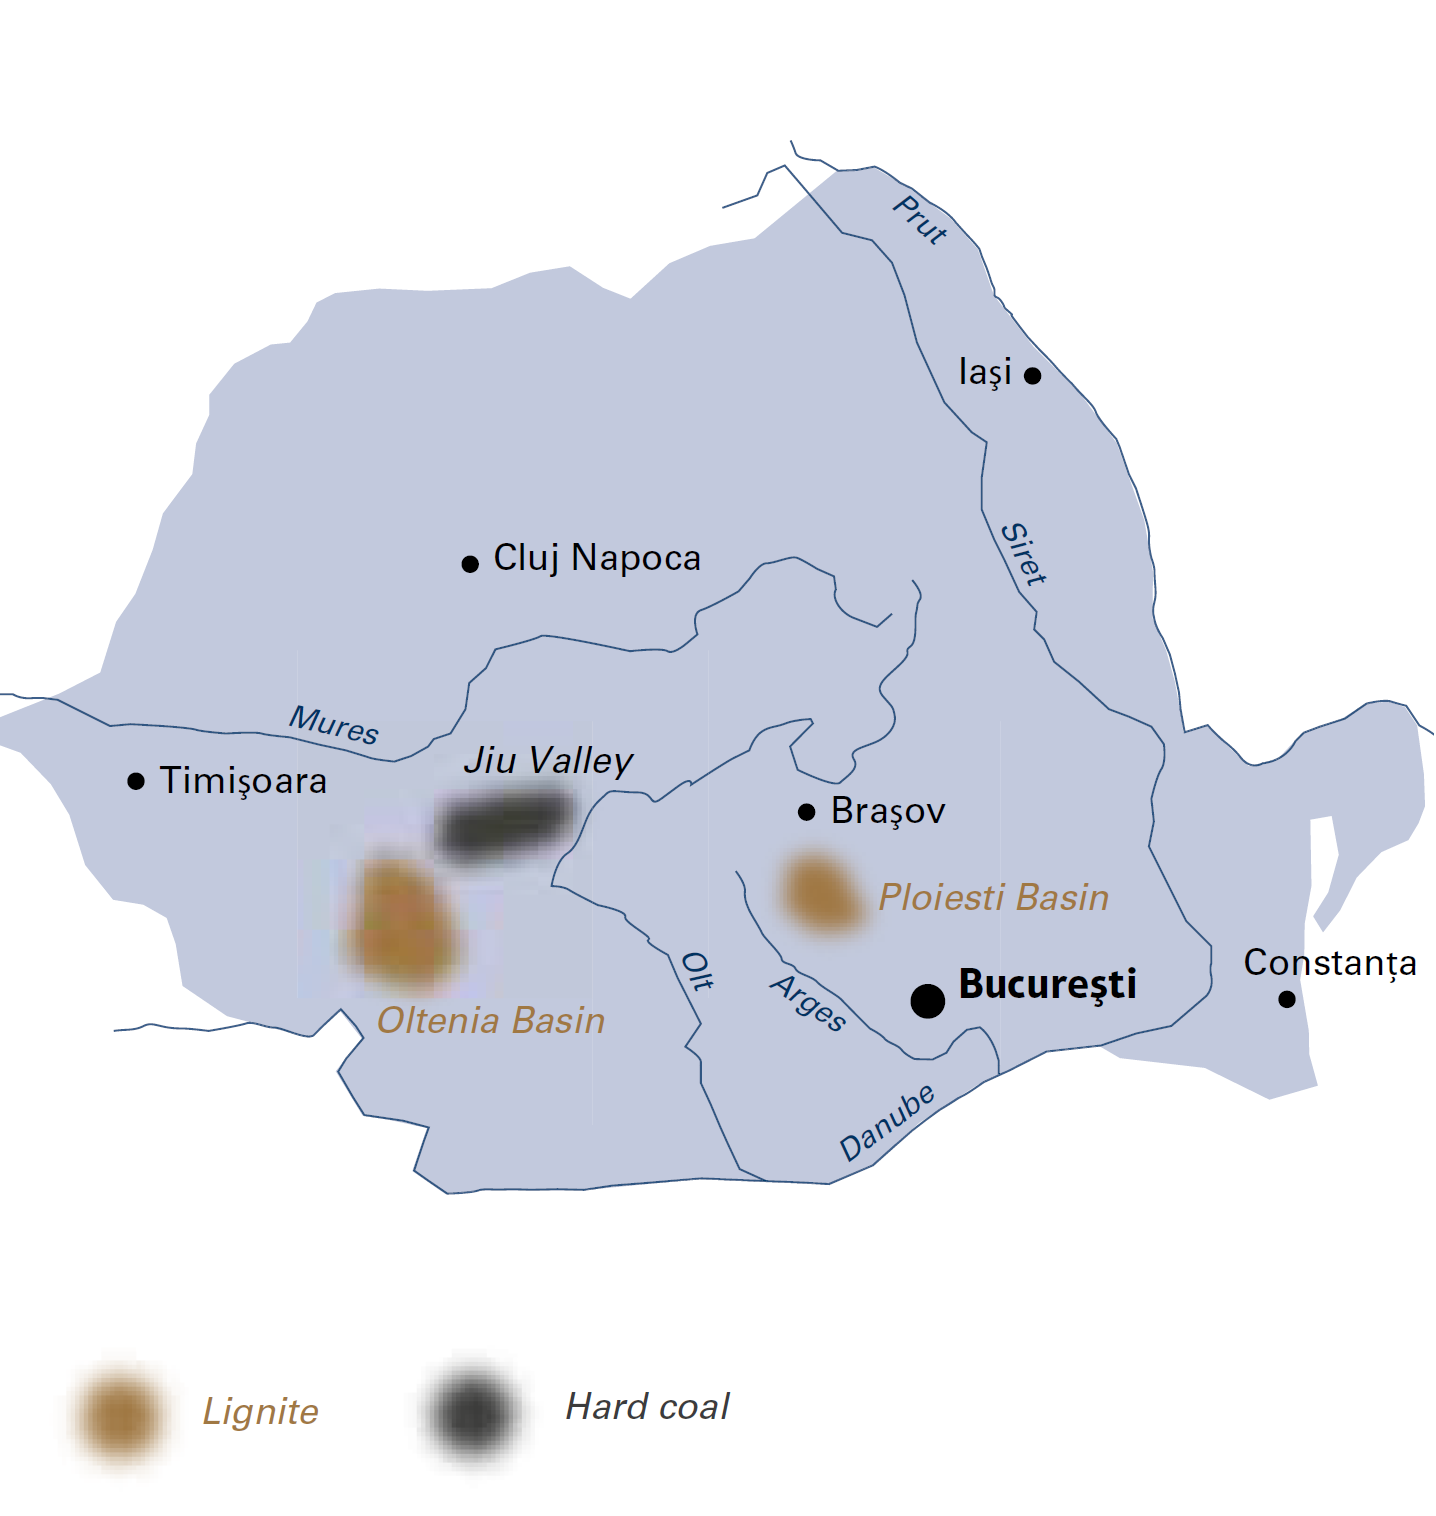 Prut
Iaşi
Siret
Cluj Napoca
Mures
Jiu Valley
Timişoara
Braşov
Ploiesti Basin
Olt
Constanţa
Bucureşti
Arges
Oltenia Basin
Danube
Lignite
Hard coal